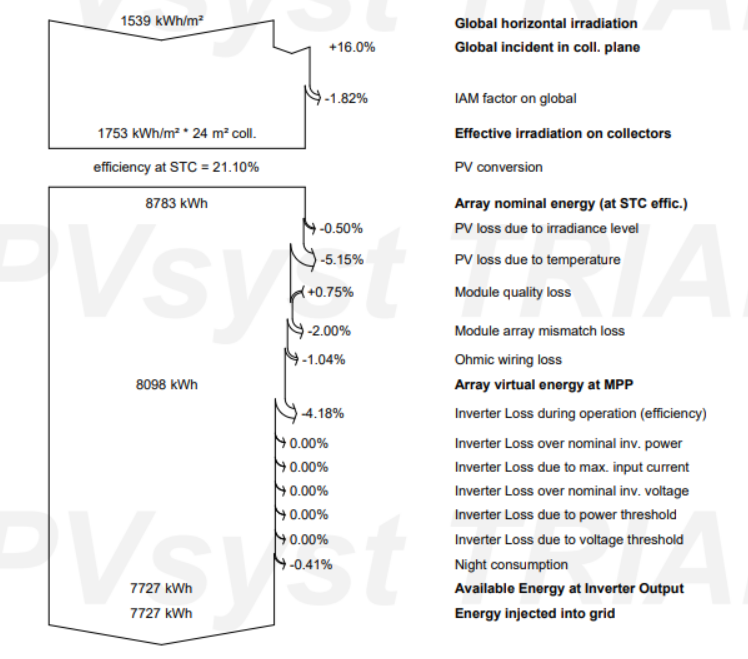 1539 kWh/m² Global horizontal irradiation
+16.0% Global incident in coll. plane
-1.82% IAM factor on global
1753 kWh/m² * 24 m² coll. Effective irradiation on collectors
efficiency at STC = 21.10% PV conversion
8783 kWh Array nominal energy (at STC effic.)
-0.50% PV loss due to irradiance level
-5.15% PV loss due to temperature
+0.75% Module quality loss
-2.00% Module array mismatch loss
-1.04% Ohmic wiring loss
8098 kWh Array virtual energy at MPP
-4.18% Inverter Loss during operation (efficiency)
0.00% Inverter Loss over nominal inv. power
0.00% Inverter Loss due to max. input current
0.00% Inverter Loss over nominal inv. voltage
0.00% Inverter Loss due to power threshold
0.00% Inverter Loss due to voltage threshold
-0.41% Night consumption
7727 kWh Available Energy at Inverter Output
7727 kWh Energy injected into grid
PVsyst TRIA
PVsyst TRIA